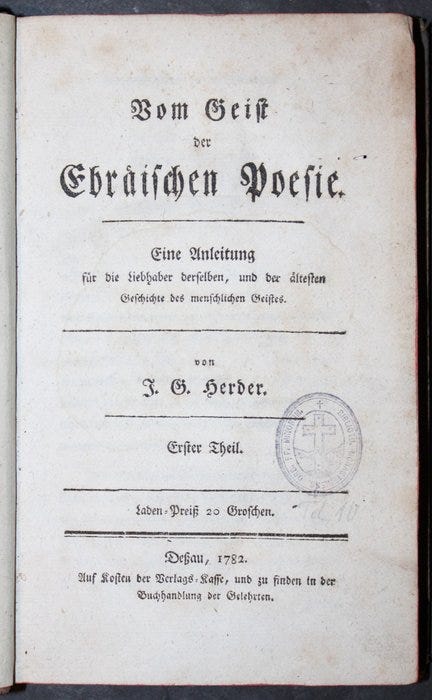 Vom Geist
der
Ebräischen Poesie.
Eine Anleitung
für die Liebhaber derselben, und der ältesten
Geschichte des menschlichen Geistes.
von
J. G. Herder.
Erster Theil.
Laden-Preiß 20 Groschen.
Deßau, 1782.
Auf Kosten der Verlags-Kasse, und zu finden in der
Buchhandlung der Gelehrten.